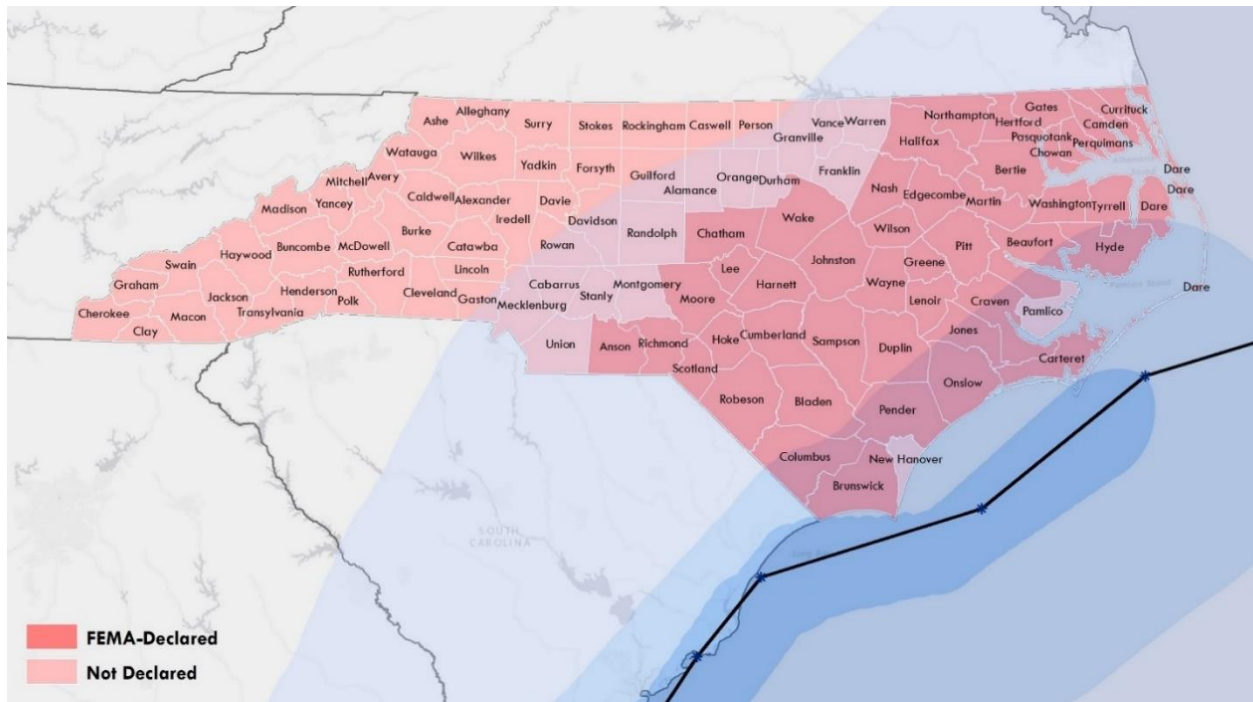 Alleghany
Ashe
Surry
Stokes
Rockingham
Caswell
Person
Vance
Warren
Granville
Northampton
Gates
Hertford
Currituck
Camden
Pasquotank
Perquimans
Chowan
Halifax
Watauga
Wilkes
Yadkin
Forsyth
Guilford
Alamance
Orange
Durham
Franklin
Bertie
Dare
Dare
Dare
Mitchell
Avery
Yancey
Madison
Caldwell
Alexander
Davie
Iredell
Davidson
Nash
Edgecombe
Martin
Washington
Tyrrell
Wake
Chatham
Randolph
Rowan
Burke
McDowell
Buncombe
Haywood
Catawba
Wilson
Pitt
Beaufort
Hyde
Swain
Graham
Rutherford
Lincoln
Lee
Johnston
Greene
Wayne
Harnett
Cabarrus
Montgomery
Stanly
Moore
Lenoir
Craven
Pamlico
Dare
Jackson
Henderson
Polk
Cleveland
Gaston
Mecklenburg
Cherokee
Macon
Transylvania
Clay
Union
Anson
Richmond
Hoke
Cumberland
Sampson
Duplin
Jones
Carteret
Scotland
Onslow
Robeson
Bladen
Pender
Columbus
New Hanover
Brunswick
SOUTH
CAROLINA
FEMA-Declared
Not Declared